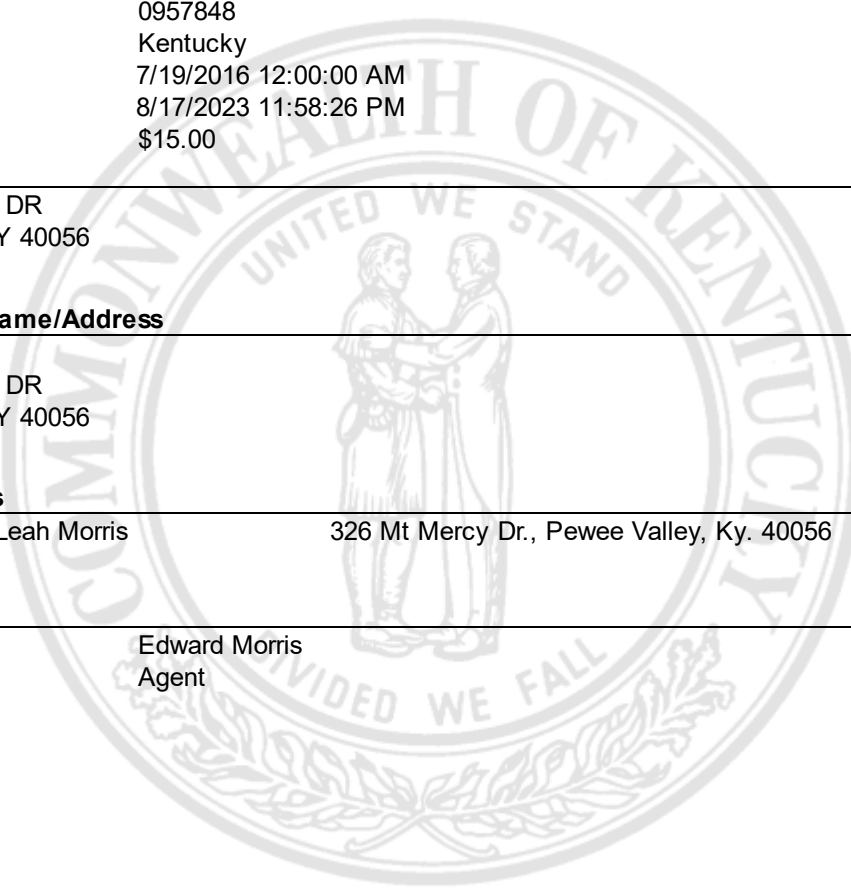 0957848
Kentucky
7/19/2016 12:00:00 AM
8/17/2023 11:58:26 PM
$15.00
DR
Y 40056
ame/Address
DR
Y 40056
s
Leah Morris 326 Mt Mercy Dr., Pewee Valley, Ky. 40056
Edward Morris
Agent
COMMONWEALTH OF KENTUCKY
UNITED WE STAND
DIVIDED WE FALL